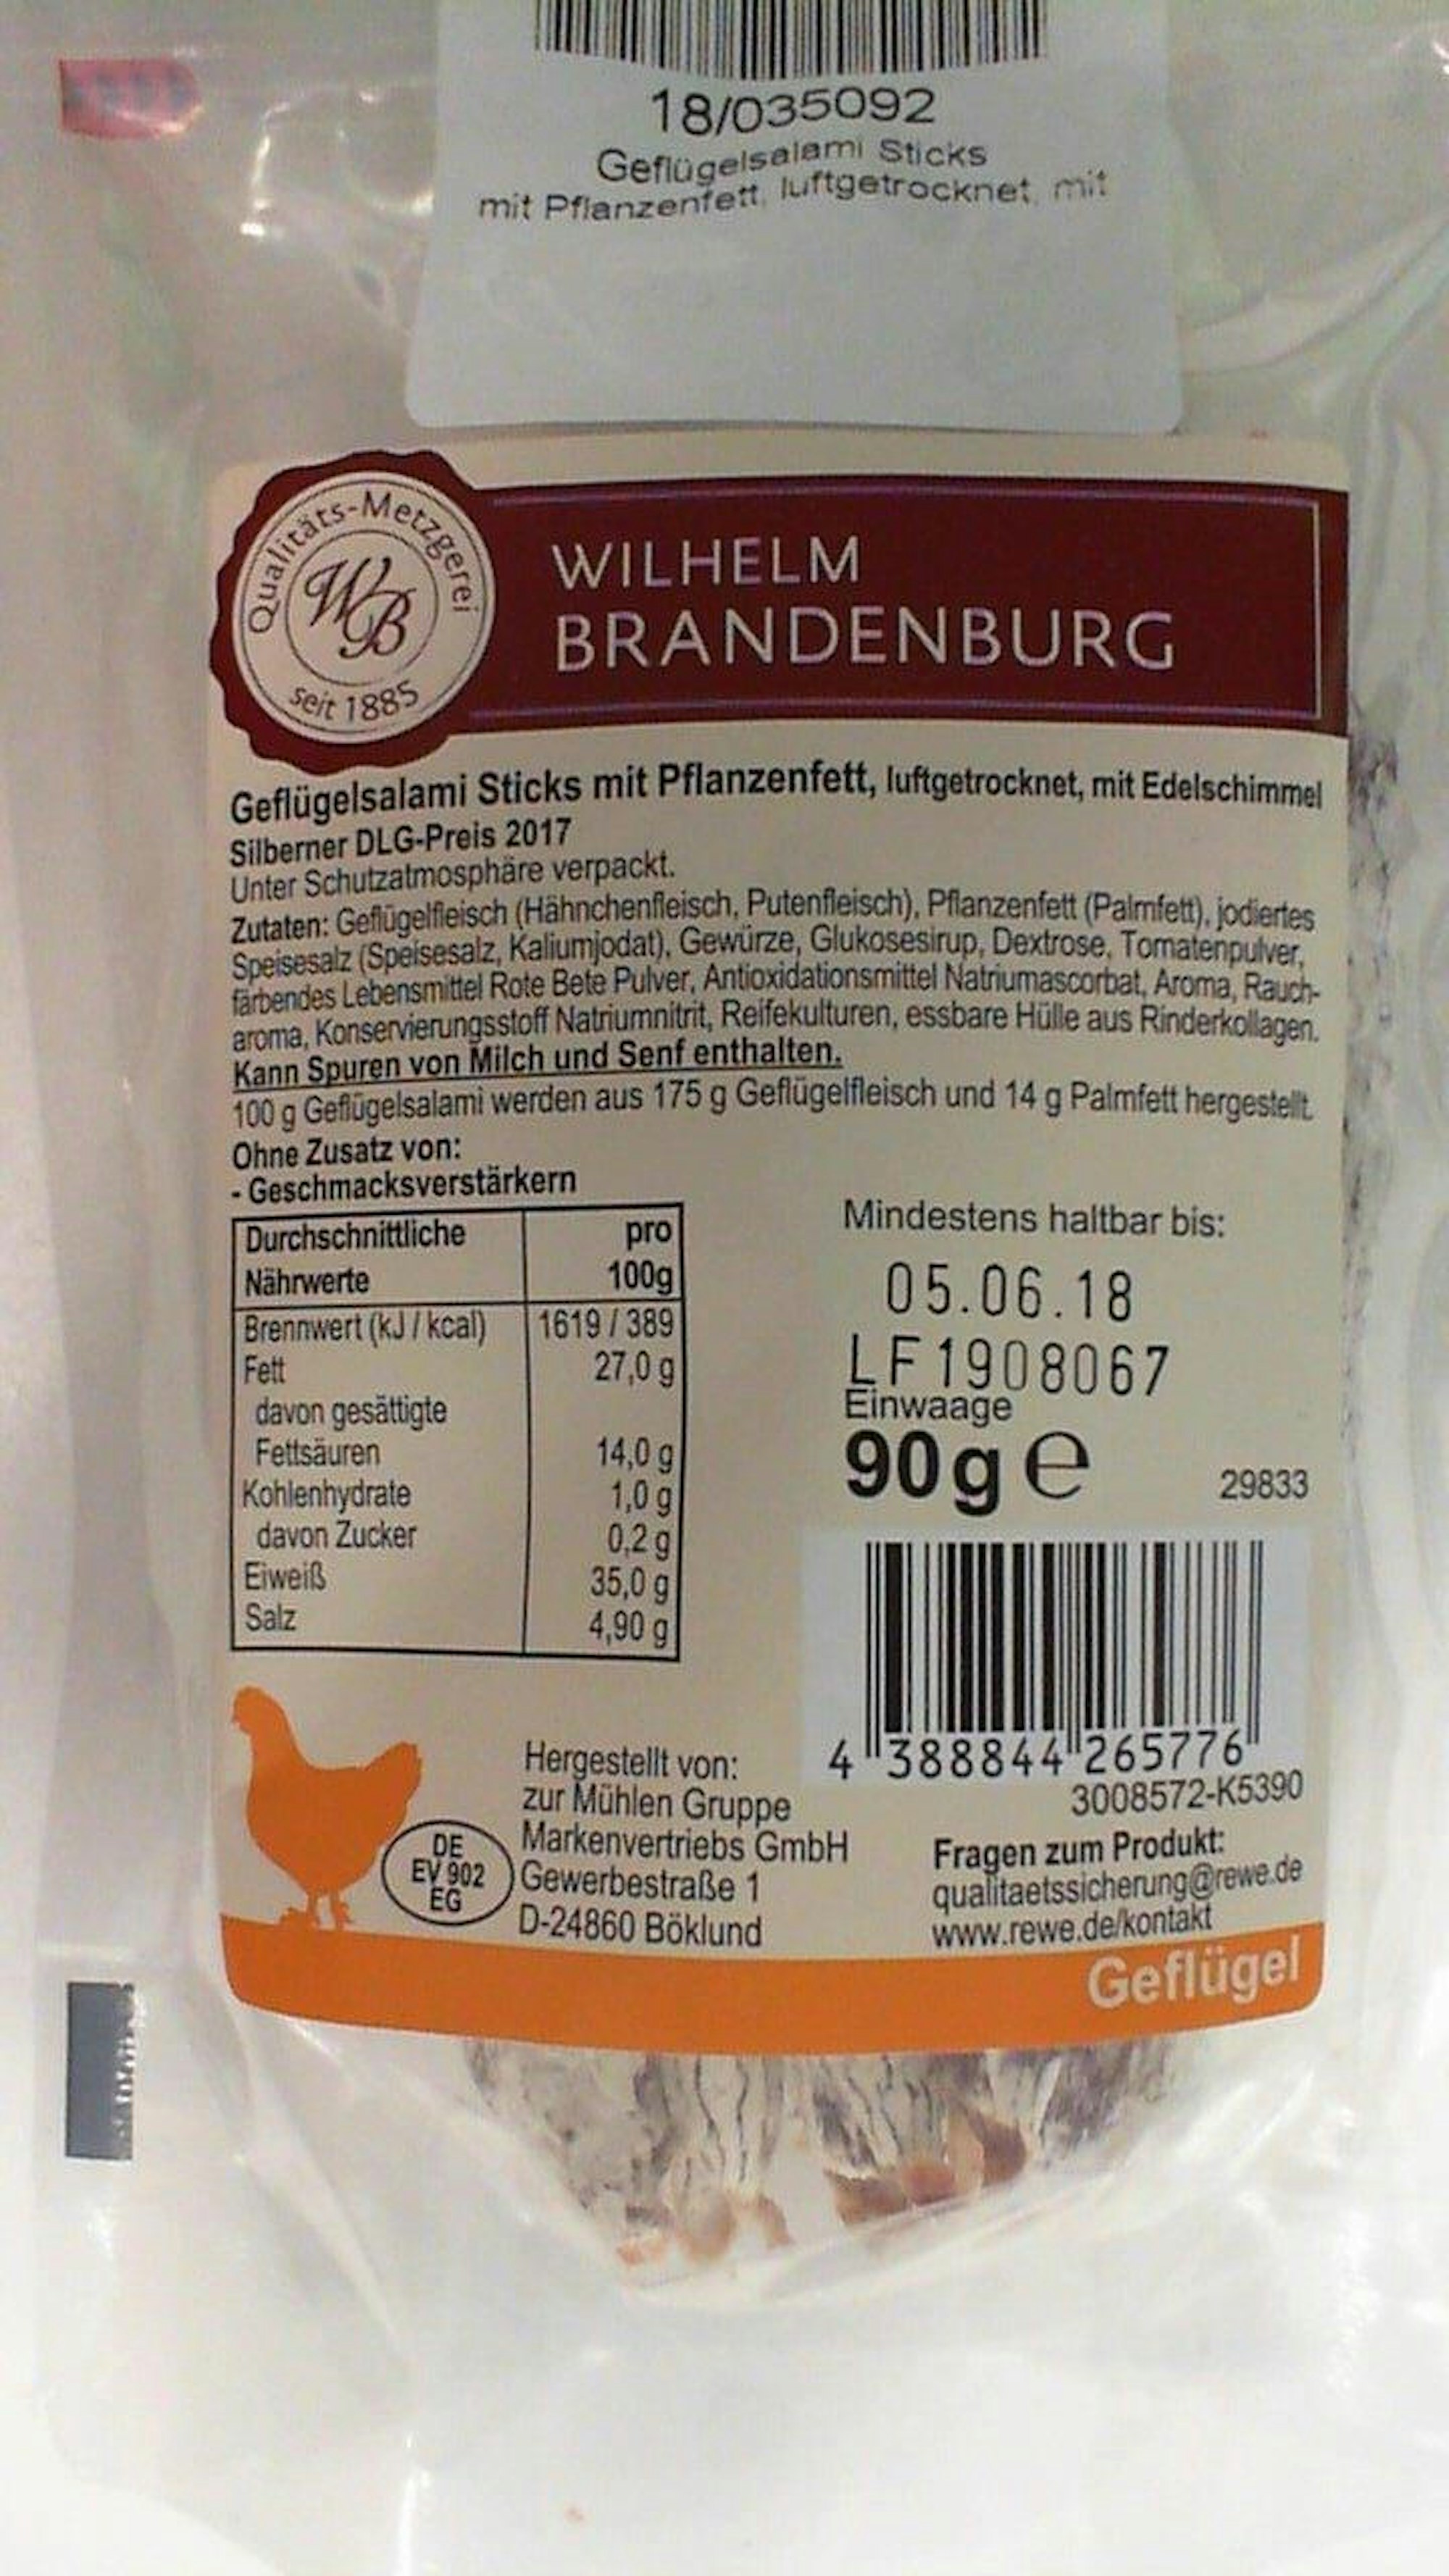 18/035092
Geflügelsalami Sticks
mit Pflanzenfett, luftgetrocknet, mit
Qualitäts-Metzgerei
WB
seit 1885
WILHELM
BRANDENBURG
Geflügelsalami Sticks mit Pflanzenfett, luftgetrocknet, mit Edelschimmel
Silberner DLG-Preis 2017
Unter Schutzatmosphäre verpackt.
Zutaten: Geflügelfleisch (Hähnchenfleisch, Putenfleisch), Pflanzenfett (Palmfett), jodiertes
Speisesalz (Speisesalz, Kaliumjodat), Gewürze, Glukosesirup, Dextrose, Tomatenpulver,
färbendes Lebensmittel Rote Bete Pulver, Antioxidationsmittel Natriumascorbat, Aroma, Rauch-
aroma, Konservierungsstoff Natriumnitrit, Reifekulturen, essbare Hülle aus Rinderkollagen.
Kann Spuren von Milch und Senf enthalten.
100 g Geflügelsalami werden aus 175 g Geflügelfleisch und 14 g Palmfett hergestellt.
Ohne Zusatz von:
- Geschmacksverstärkern
Durchschnittliche pro
Nährwerte 100g
Brennwert (kJ / kcal) 1619 / 389
Fett 27,0 g
davon gesättigte
Fettsäuren 14,0 g
Kohlenhydrate 1,0 g
davon Zucker 0,2 g
Eiweiß 35,0 g
Salz 4,90 g
Mindestens haltbar bis:
05.06.18
LF1908067
Einwaage
90g e
29833
4 388844 265776
3008572-K5390
Hergestellt von:
zur Mühlen Gruppe
Markenvertriebs GmbH
Gewerbestraße 1
D-24860 Böklund
DE
EV 902
EG
Fragen zum Produkt:
qualitaetssicherung@rewe.de
www.rewe.de/kontakt
Geflügel